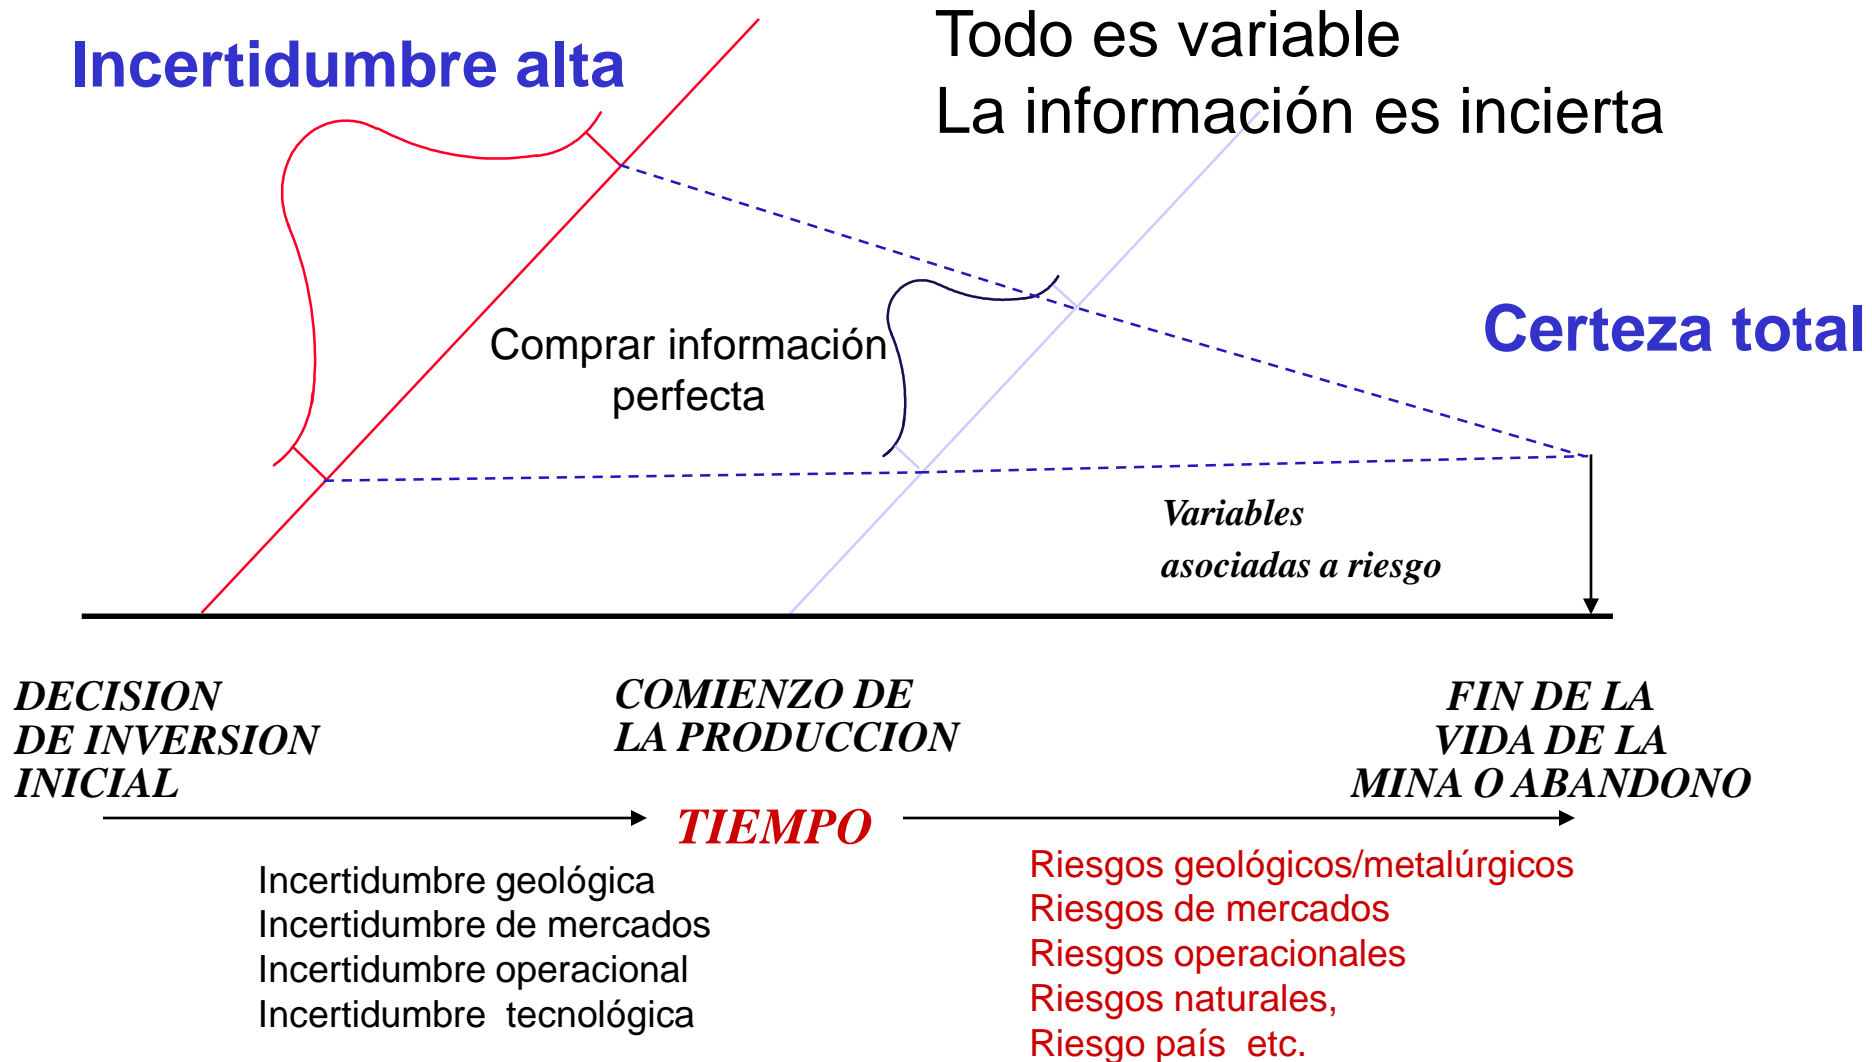 Incertidumbre alta
Todo es variable
La información es incierta
Certeza total
Comprar información
perfecta
Variables
asociadas a riesgo
DECISION
DE INVERSION
INICIAL
COMIENZO DE
LA PRODUCCION
FIN DE LA
VIDA DE LA
MINA O ABANDONO
TIEMPO
Incertidumbre geológica
Incertidumbre de mercados
Incertidumbre operacional
Incertidumbre tecnológica
Riesgos geológicos/metalúrgicos
Riesgos de mercados
Riesgos operacionales
Riesgos naturales,
Riesgo país etc.